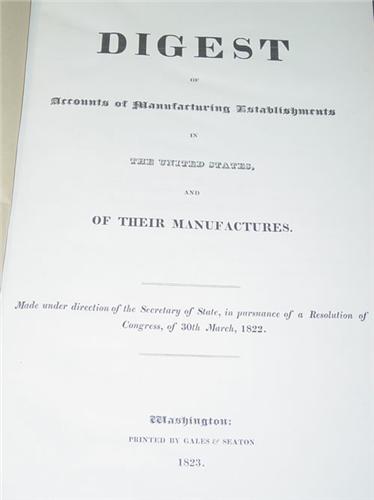 DIGEST
OF
Accounts of Manufacturing Establishments
IN
THE UNITED STATES,
AND
OF THEIR MANUFACTURES.
Made under direction of the Secretary of State, in pursuance of a Resolution of
Congress, of 30th March, 1822.
Washington:
PRINTED BY GALES & SEATON
1823.